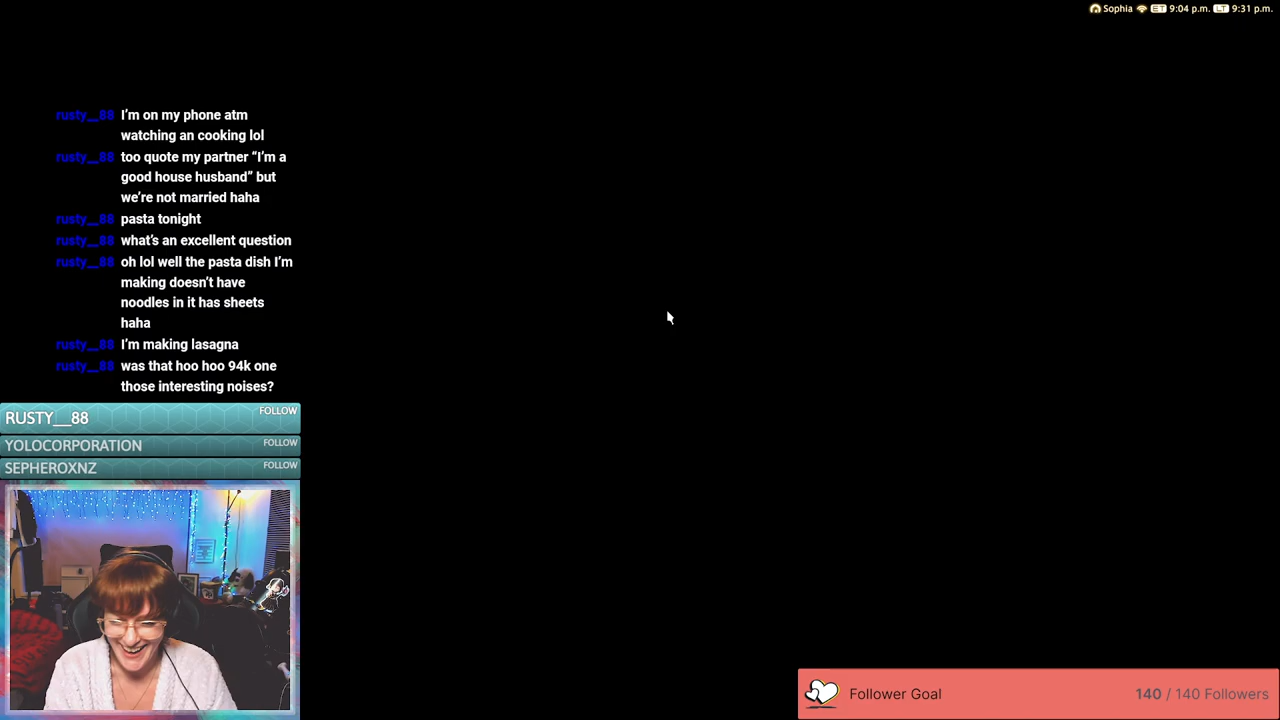 Sophia ET 9:04 p.m. LT 9:31 p.m.
rusty__88 I’m on my phone atm
watching an cooking lol
rusty__88 too quote my partner “I’m a
good house husband” but
we’re not married haha
rusty__88 pasta tonight
rusty__88 what’s an excellent question
rusty__88 oh lol well the pasta dish I’m
making doesn’t have
noodles in it has sheets
haha
rusty__88 I’m making lasagna
rusty__88 was that hoo hoo 94k one
those interesting noises?
RUSTY__88 FOLLOW
YOLOCORPORATION FOLLOW
SEPHEROXNZ FOLLOW
Follower Goal 140 / 140 Followers